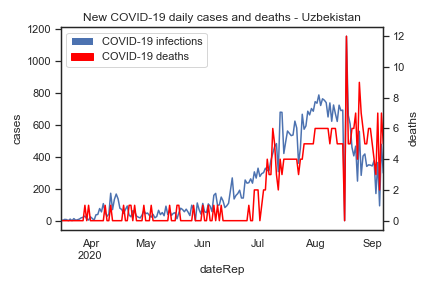 New COVID-19 daily cases and deaths - Uzbekistan
COVID-19 infections
COVID-19 deaths
1200
1000
800
600
400
200
0
cases
12
10
8
6
4
2
0
deaths
Apr May Jun Jul Aug Sep
2020
dateRep